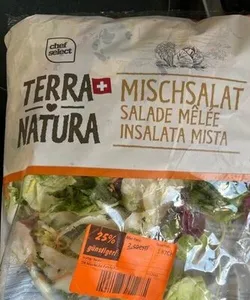 chef
select
TERRA
NATURA
MISCHSALAT
SALADE MÊLÉE
INSALATA MISTA
25%
günstiger!